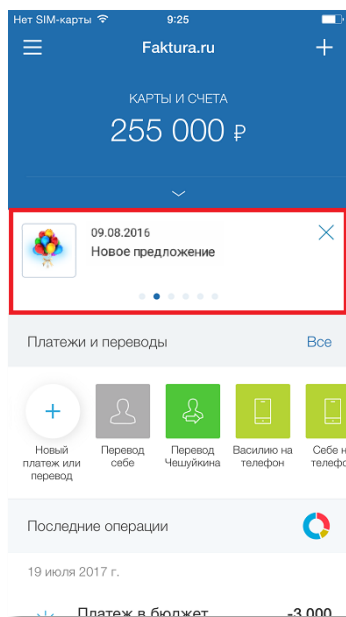 Нет SIM-карты 9:25
Faktura.ru
КАРТЫ И СЧЕТА
255 000 ₽
09.08.2016
Новое предложение
Платежи и переводы Все
Новый платеж или перевод
Перевод себе
Перевод Чешуйкина
Василию на телефон
Себе
Последние операции
19 июля 2017 г.
Платеж в бюджет -3 000